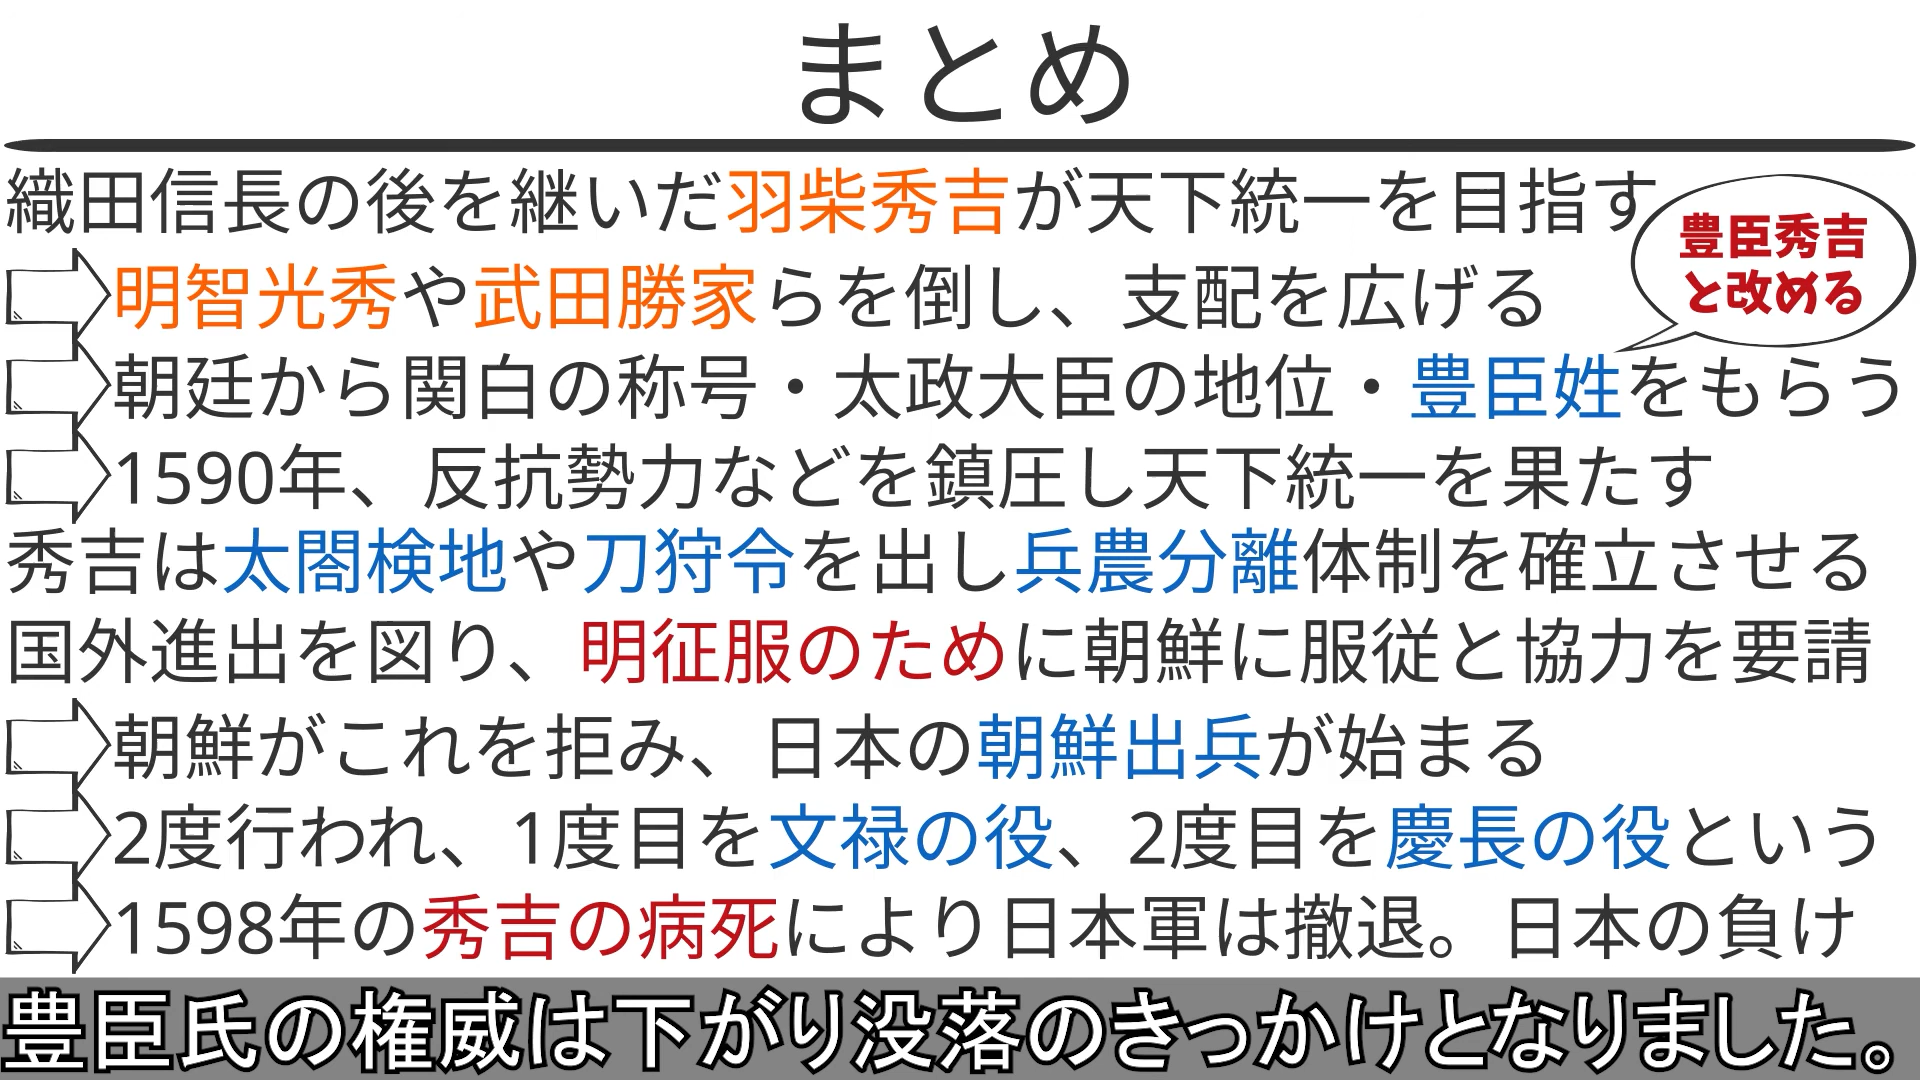 まとめ
織田信長の後を継いだ羽柴秀吉が天下統一を目指す
豊臣秀吉
と改める
明智光秀や武田勝家らを倒し、支配を広げる
朝廷から関白の称号・太政大臣の地位・豊臣姓をもらう
1590年、反抗勢力などを鎮圧し天下統一を果たす
秀吉は太閤検地や刀狩令を出し兵農分離体制を確立させる
国外進出を図り、明征服のためにに朝鮮に服従と協力を要請
朝鮮がこれを拒み、日本の朝鮮出兵が始まる
2度行われ、1度目を文禄の役、2度目を慶長の役という
1598年の秀吉の病死により日本軍は撤退。日本の負け
豊臣氏の権威は下がり没落のきっかけとなりました。